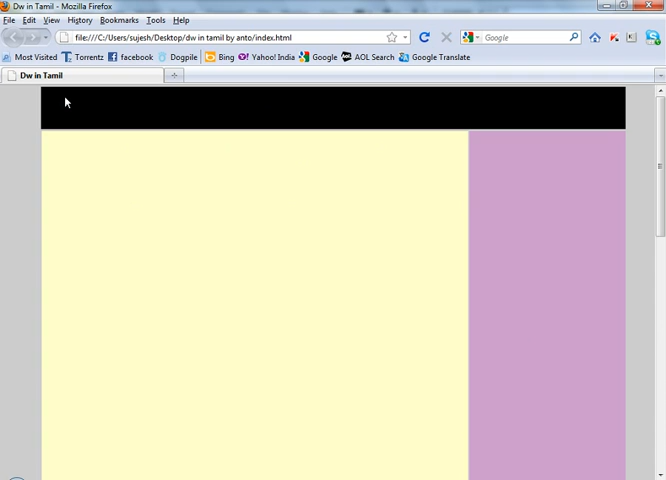 Dw in Tamil - Mozilla Firefox
File Edit View History Bookmarks Tools Help
file:///C:/Users/sujesh/Desktop/dw in tamil by anto/index.html
Google
Most Visited Torrentz facebook Dogpile Bing Yahoo! India Google AOL Search Google Translate
Dw in Tamil